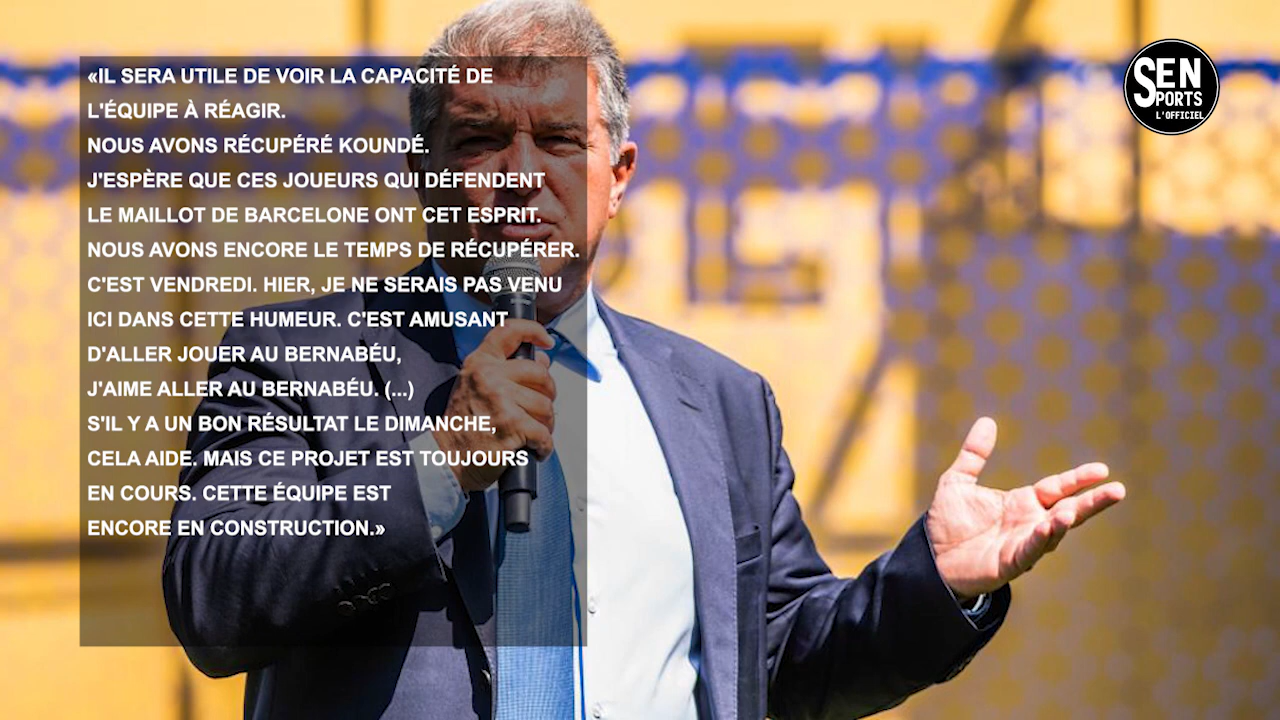 «IL SERA UTILE DE VOIR LA CAPACITÉ DE
L'ÉQUIPE À RÉAGIR.
NOUS AVONS RÉCUPÉRÉ KOUNDÉ.
J'ESPÈRE QUE CES JOUEURS QUI DÉFENDENT
LE MAILLOT DE BARCELONE ONT CET ESPRIT.
NOUS AVONS ENCORE LE TEMPS DE RÉCUPÉRER.
C'EST VENDREDI. HIER, JE NE SERAIS PAS VENU
ICI DANS CETTE HUMEUR. C'EST AMUSANT
D'ALLER JOUER AU BERNABÉU,
J'AIME ALLER AU BERNABÉU. (...)
S'IL Y A UN BON RÉSULTAT LE DIMANCHE,
CELA AIDE. MAIS CE PROJET EST TOUJOURS
EN COURS. CETTE ÉQUIPE EST
ENCORE EN CONSTRUCTION.»
SEN
SPORTS
L'OFFICIEL